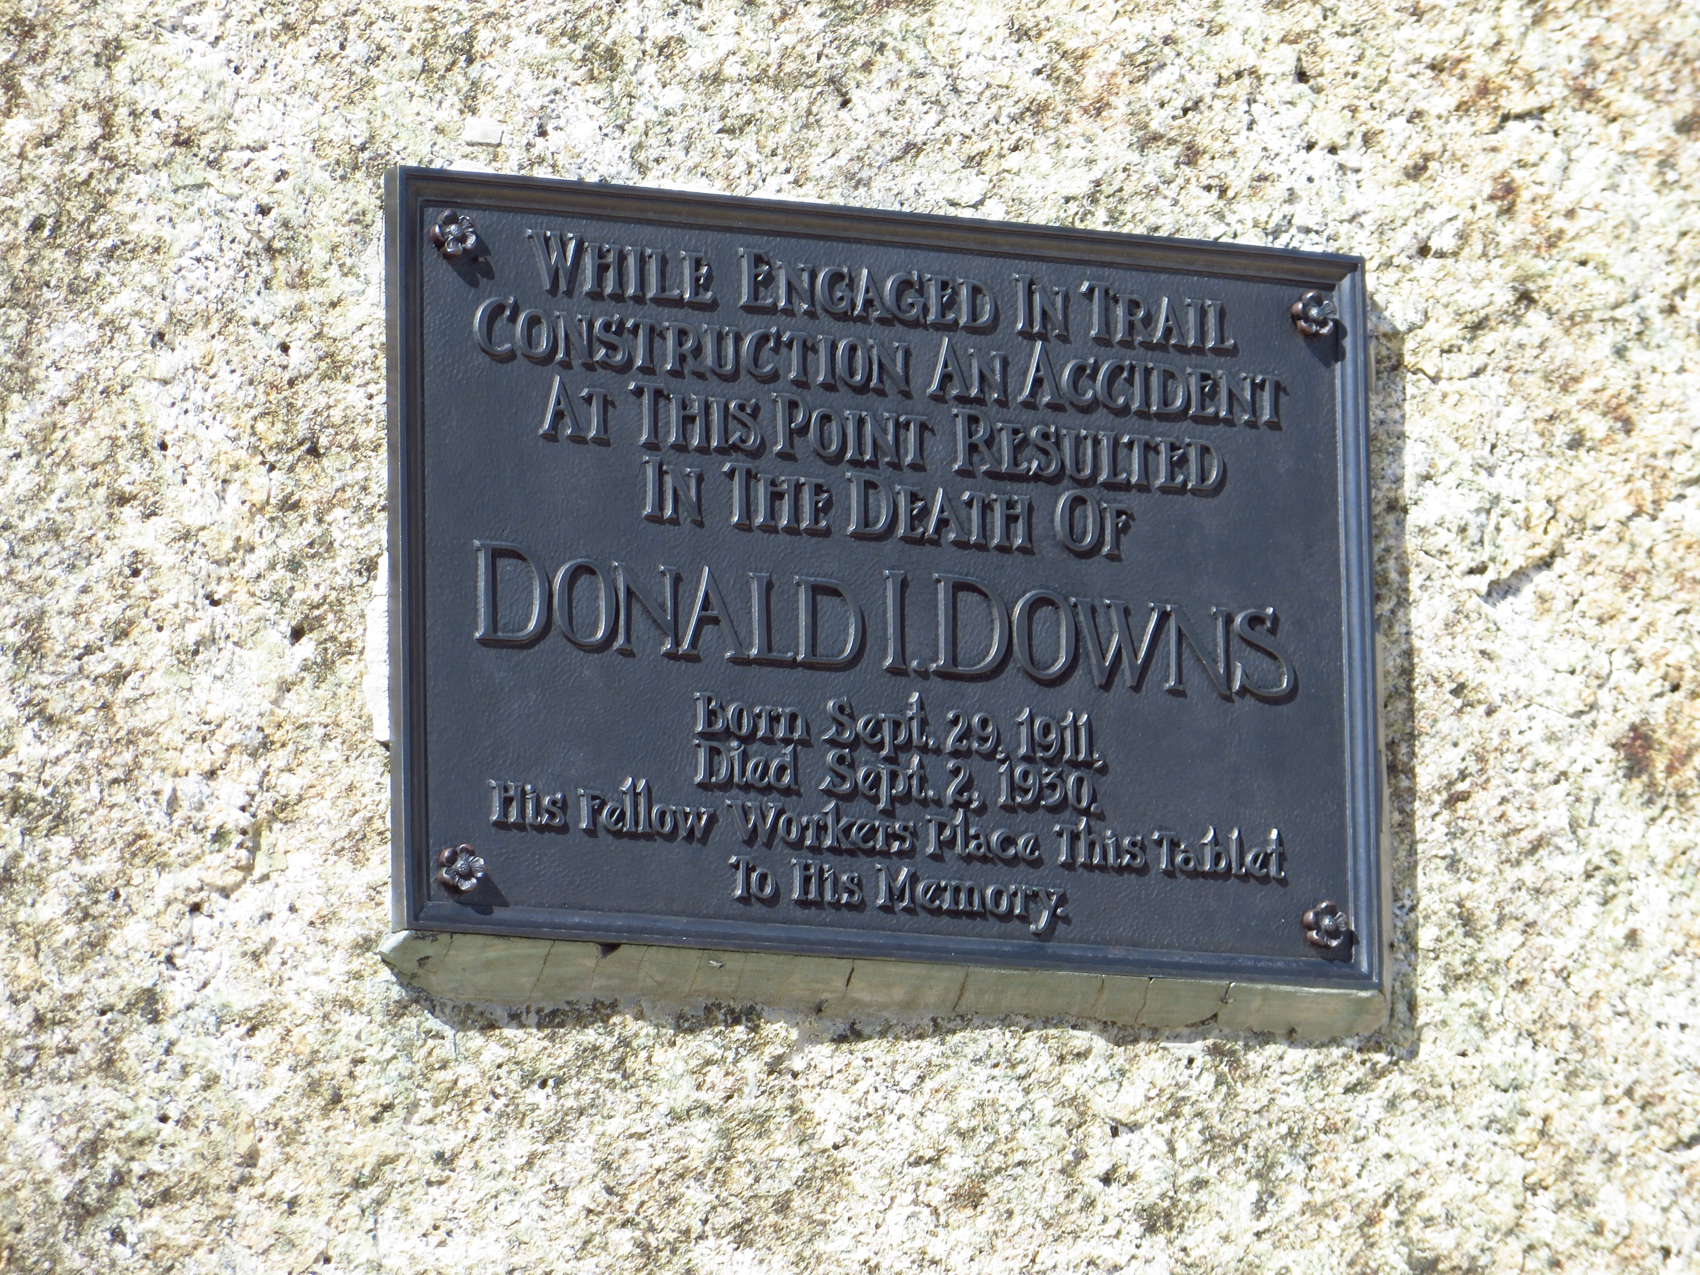 WHILE ENGAGED IN TRAIL
CONSTRUCTION AN ACCIDENT
AT THIS POINT RESULTED
IN THE DEATH OF
DONALD I. DOWNS
Born Sept. 29, 1911,
Died Sept. 2, 1930.
His Fellow Workers Place This Tablet
To His Memory.